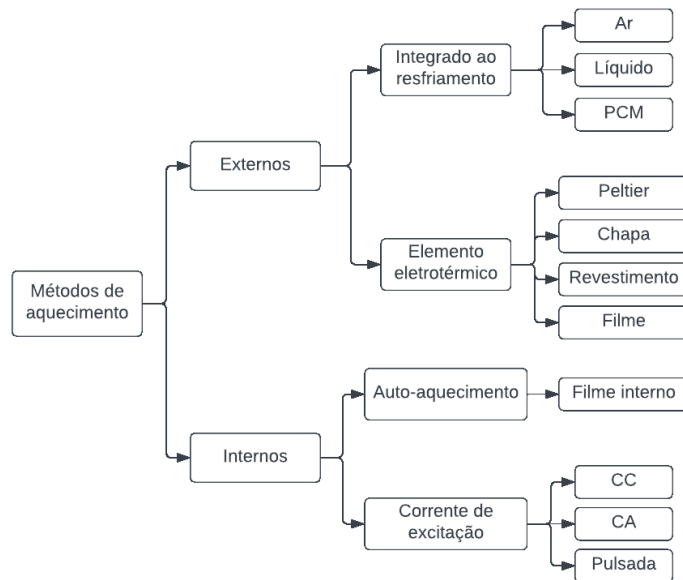 Métodos de
aquecimento
Externos
Integrado ao
resfriamento
Ar
Líquido
PCM
Elemento
eletrotérmico
Peltier
Chapa
Revestimento
Filme
Internos
Auto-aquecimento
Filme interno
Corrente de
excitação
CC
CA
Pulsada